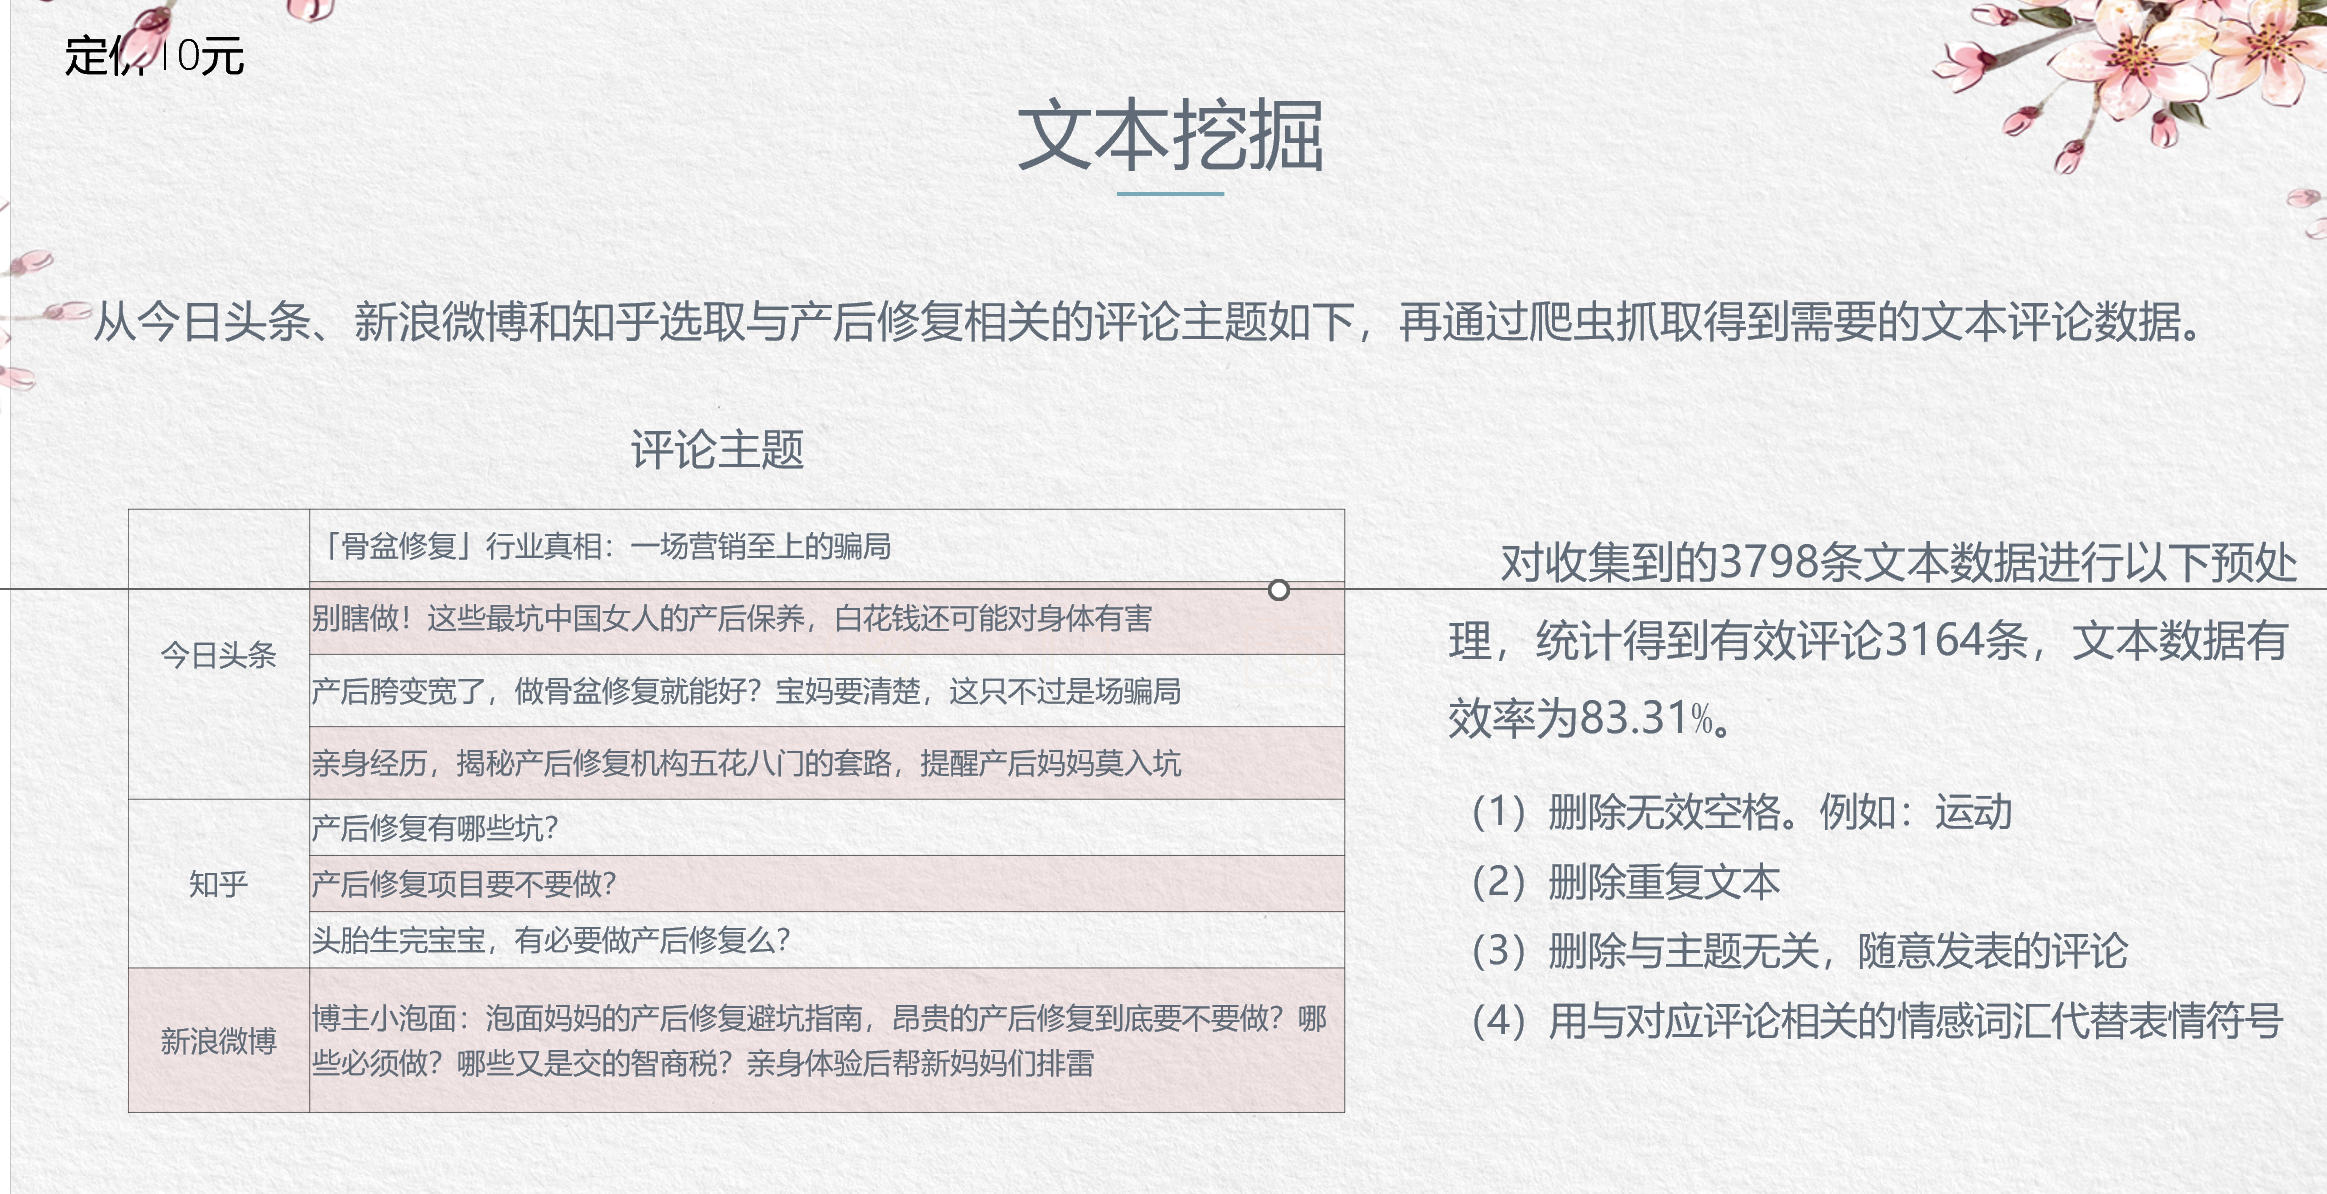 定价10元
文本挖掘
从今日头条、新浪微博和知乎选取与产后修复相关的评论主题如下，再通过爬虫抓取得到需要的文本评论数据。
评论主题
今日头条
「骨盆修复」行业真相：一场营销至上的骗局
别瞎做！这些最坑中国女人的产后保养，白花钱还可能对身体有害
产后胯变宽了，做骨盆修复就能好？宝妈要清楚，这只不过是场骗局
亲身经历，揭秘产后修复机构五花八门的套路，提醒产后妈妈莫入坑
知乎
产后修复有哪些坑？
产后修复项目要不要做？
头胎生完宝宝，有必要做产后修复么？
新浪微博
博主小泡面：泡面妈妈的产后修复避坑指南，昂贵的产后修复到底要不要做？哪
些必须做？哪些又是交的智商税？亲身体验后帮新妈妈们排雷
对收集到的3798条文本数据进行以下预处
理，统计得到有效评论3164条，文本数据有
效率为83.31%。
（1）删除无效空格。例如：运动
（2）删除重复文本
（3）删除与主题无关，随意发表的评论
（4）用与对应评论相关的情感词汇代替表情符号